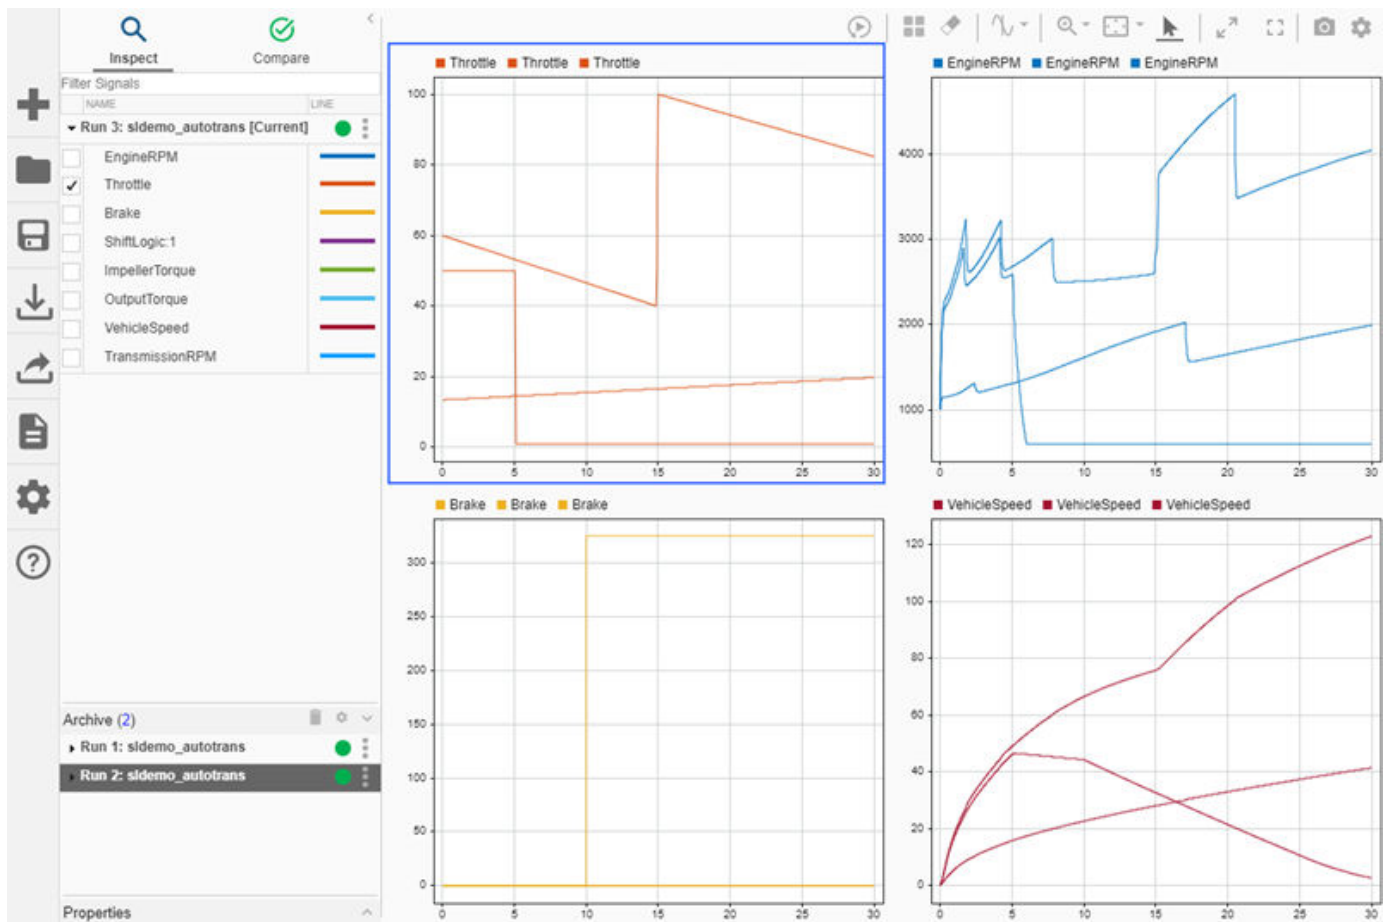 Inspect
Compare
Filter Signals
NAME LINE
Run 3: sldemo_autotrans [Current]
EngineRPM
Throttle
Brake
ShiftLogic:1
ImpellerTorque
OutputTorque
VehicleSpeed
TransmissionRPM
Archive (2)
Run 1: sldemo_autotrans
Run 2: sldemo_autotrans
Properties
Throttle Throttle Throttle
100
80
60
40
20
0
0 5 10 15 20 25 30
EngineRPM EngineRPM EngineRPM
4000
3000
2000
1000
0 5 10 15 20 25 30
Brake Brake Brake
300
250
200
150
100
50
0
0 5 10 15 20 25 30
VehicleSpeed VehicleSpeed VehicleSpeed
120
100
80
60
40
20
0
0 5 10 15 20 25 30